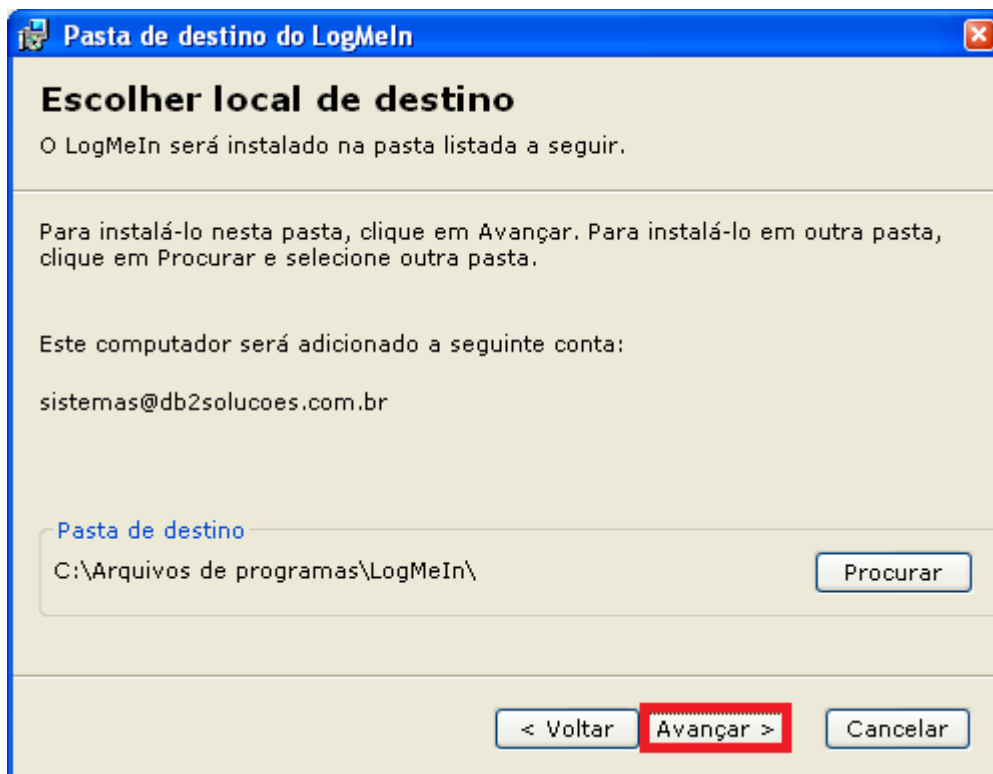 Pasta de destino do LogMeIn
Escolher local de destino
O LogMeIn será instalado na pasta listada a seguir.
Para instalá-lo nesta pasta, clique em Avançar. Para instalá-lo em outra pasta,
clique em Procurar e selecione outra pasta.
Este computador será adicionado a seguinte conta:
sistemas@db2solucoes.com.br
Pasta de destino
C:\Arquivos de programas\LogMeIn\
Procurar
< Voltar
Avançar >
Cancelar